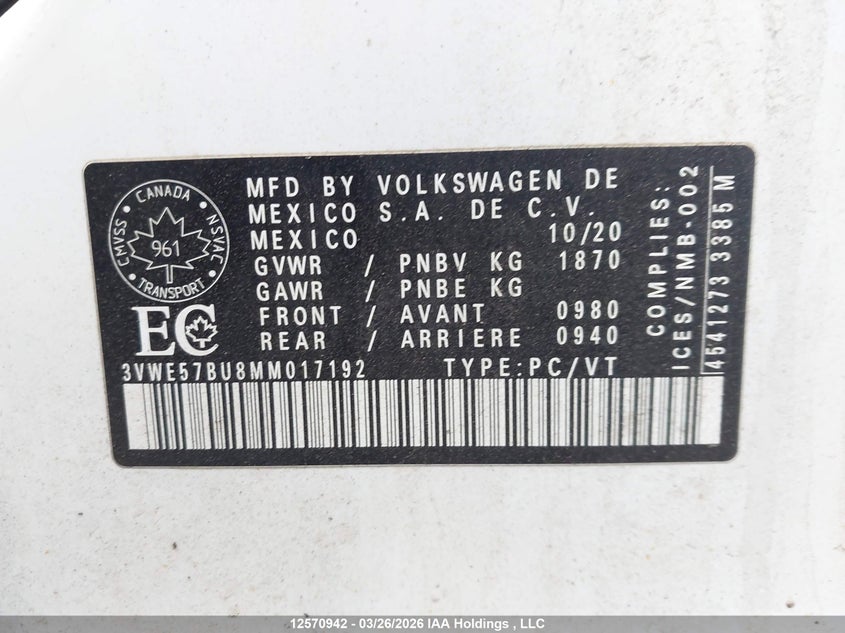 CANADA
CMVSS
NSVAC
961
TRANSPORT
EC
MFD BY VOLKSWAGEN DE
MEXICO S.A. DE C.V.
MEXICO 10/20
GVWR / PNBV KG 1870
GAWR / PNBE KG
FRONT / AVANT 0980
REAR / ARRIERE 0940
3VWE57BU8MM017192 TYPE:PC/VT
COMPLIES:
ICES/NMB-002
4541273 3385 M
12570942 - 03/26/2026 IAA Holdings , LLC